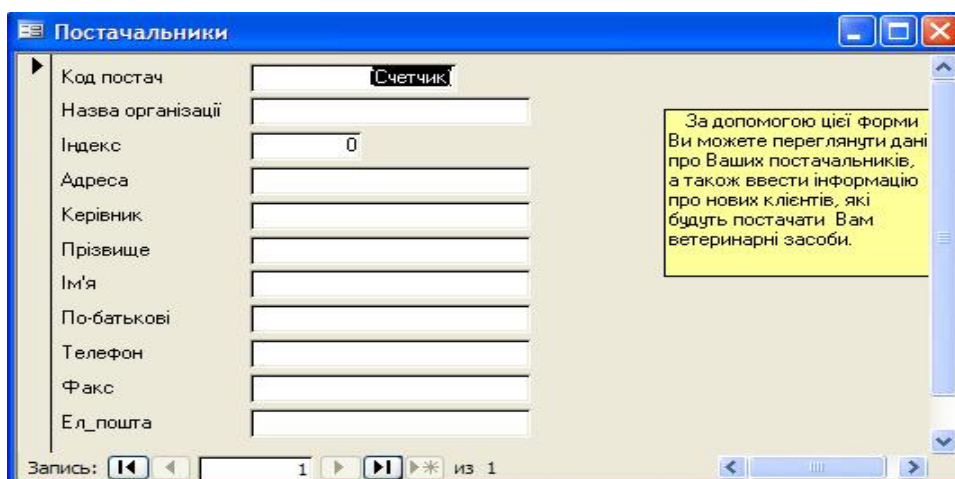 Постачальники
Код постач (Счетчик)
Назва організації
Індекс 0
Адреса
Керівник
Прізвище
Ім'я
По-батькові
Телефон
Факс
Ел_пошта
За допомогою цієї форми
Ви можете переглянути дані
про Ваших постачальників,
а також ввести інформацію
про нових клієнтів, які
будуть постачати Вам
ветеринарні засоби.
Запись: 1 из 1